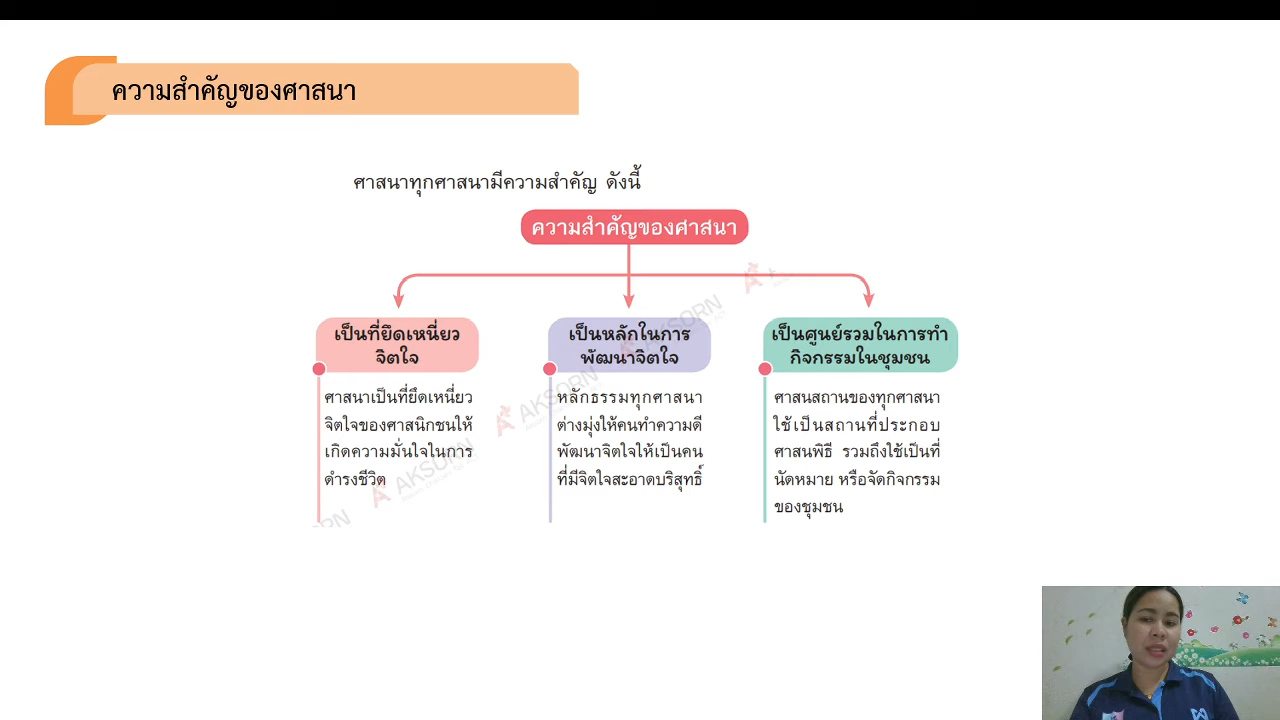 ความสำคัญของศาสนา
ศาสนาทุกศาสนามีความสำคัญ ดังนี้
ความสำคัญของศาสนา
เป็นที่ยึดเหนี่ยว
จิตใจ
ศาสนาเป็นที่ยึดเหนี่ยว
จิตใจของศาสนิกชนให้
เกิดความมั่นใจในการ
ดำรงชีวิต
เป็นหลักในการ
พัฒนาจิตใจ
หลักธรรมทุกศาสนา
ต่างมุ่งให้คนทำความดี
พัฒนาจิตใจให้เป็นคน
ที่มีจิตใจสะอาดบริสุทธิ์
เป็นศูนย์รวมในการทำ
กิจกรรมในชุมชน
ศาสนสถานของทุกศาสนา
ใช้เป็นสถานที่ประกอบ
ศาสนพิธี รวมถึงใช้เป็นที่
นัดหมาย หรือจัดกิจกรรม
ของชุมชน
AKSORN
AKSORN
AKSORN